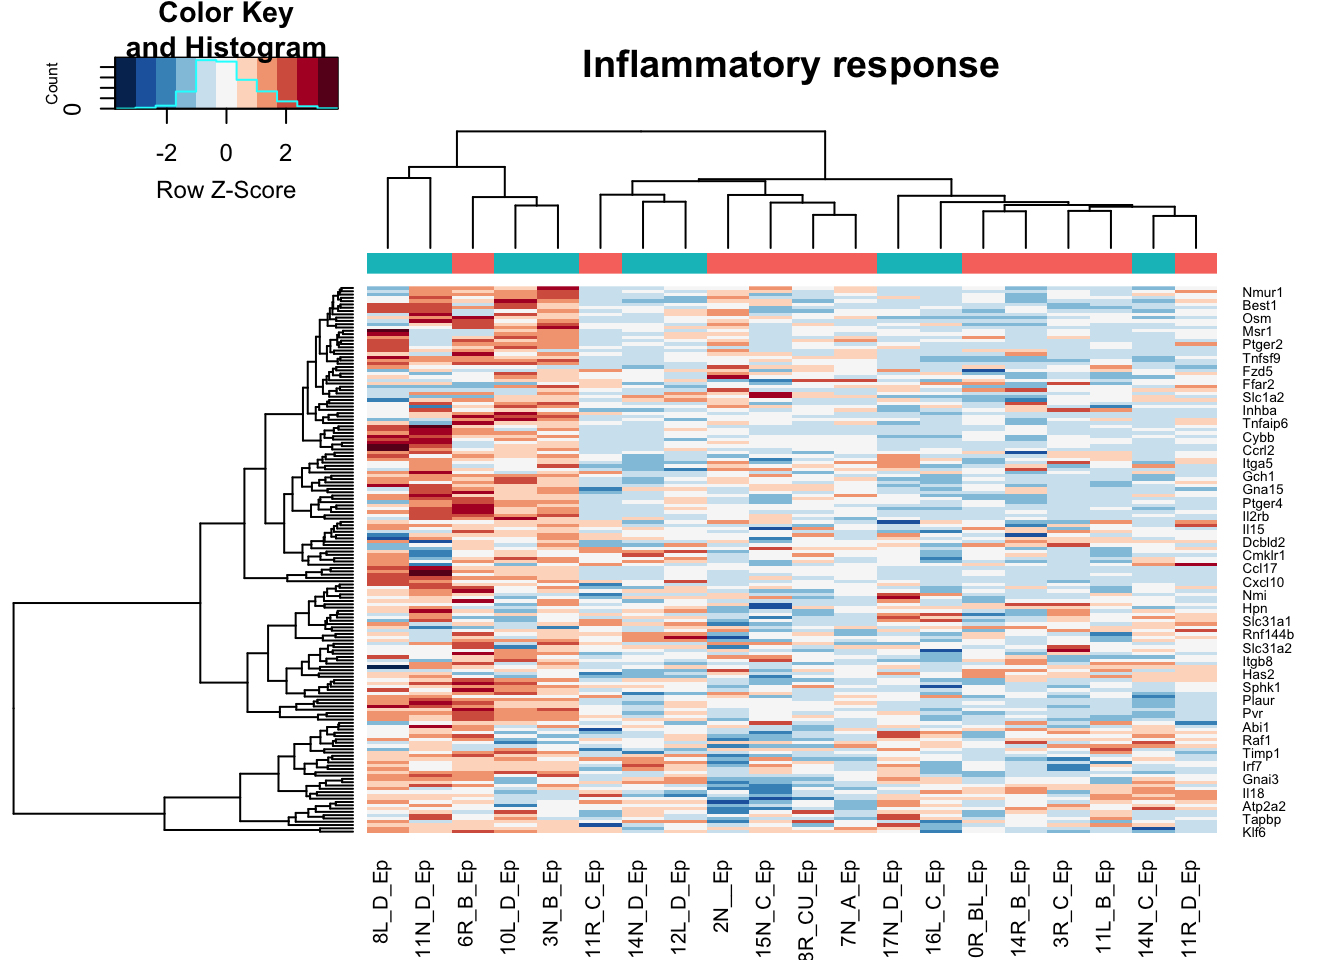 Color Key
and Histogram
Count
0
-2 0 2
Row Z-Score
Inflammatory response
Nmur1
Best1
Osm
Msr1
Ptger2
Tnfsf9
Fzd5
Ffar2
Slc1a2
Inhba
Tnfaip6
Cybb
Ccrl2
Itga5
Gch1
Gna15
Ptger4
Il2rb
Il15
Dcbld2
Cmklr1
Ccl17
Cxcl10
Nmi
Hpn
Slc31a1
Rnf144b
Slc31a2
Itgb8
Has2
Sphk1
Plaur
Pvr
Abi1
Raf1
Timp1
Irf7
Gnai3
Il18
Atp2a2
Tapbp
Klf6
8L_D_Ep
11N_D_Ep
6R_B_Ep
10L_D_Ep
3N_B_Ep
11R_C_Ep
14N_D_Ep
12L_D_Ep
2N__Ep
15N_C_Ep
8R_CU_Ep
7N_A_Ep
17N_D_Ep
16L_C_Ep
0R_BL_Ep
14R_B_Ep
3R_C_Ep
11L_B_Ep
14N_C_Ep
11R_D_Ep